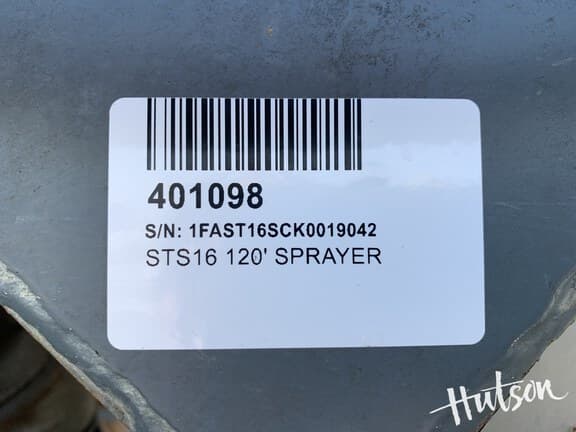 401098
S/N: 1FAST16SCK0019042
STS16 120' SPRAYER
Hutson